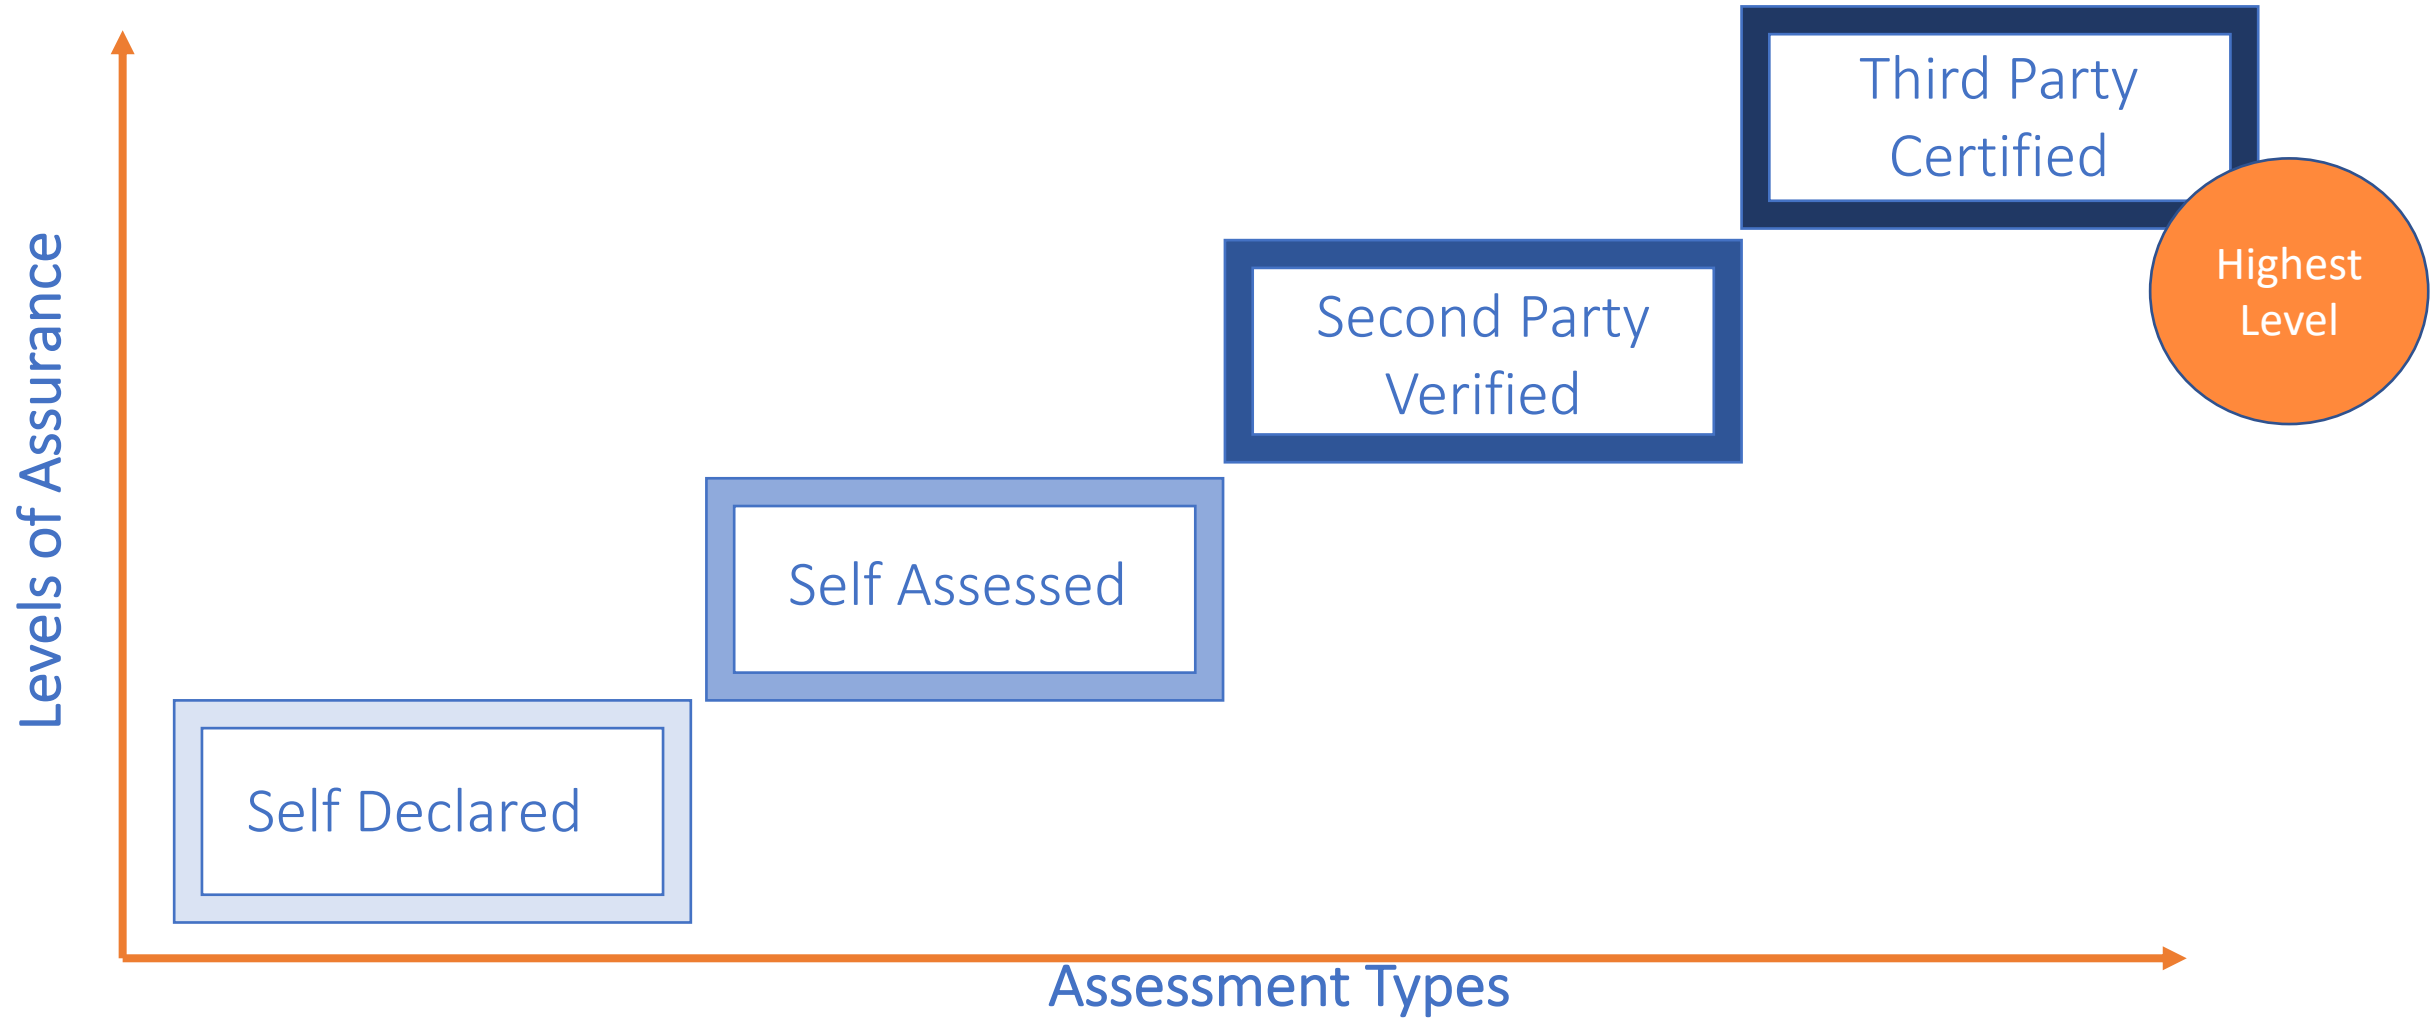 Third Party
Certified
Highest
Level
Second Party
Verified
Self Assessed
Self Declared
Levels of Assurance
Assessment Types